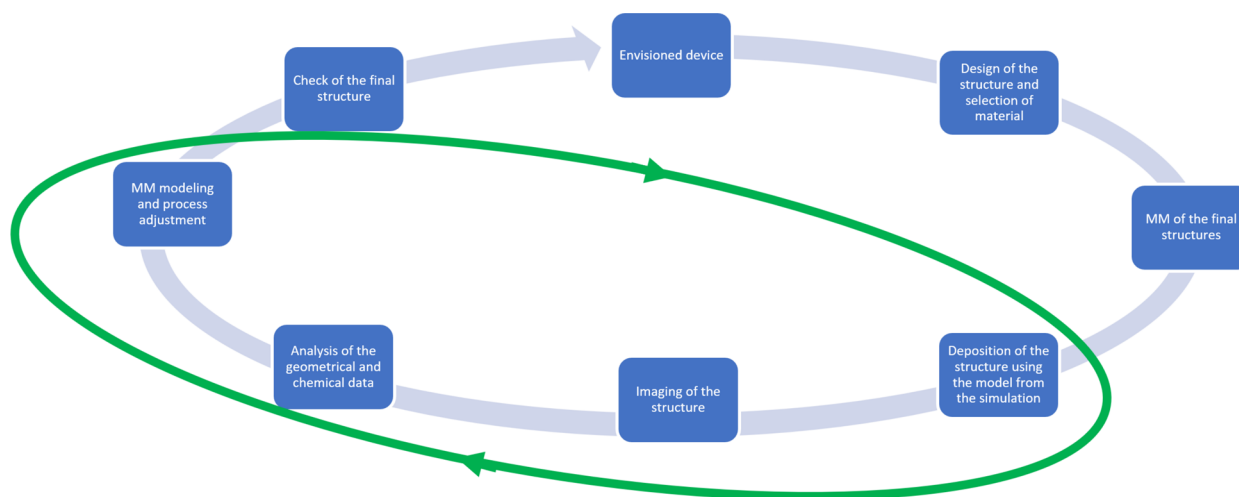 Envisioned device
Design of the
structure and
selection of
material
MM of the final
structures
Deposition of the
structure using
the model from
the simulation
Imaging of the
structure
Analysis of the
geometrical and
chemical data
MM modeling
and process
adjustment
Check of the final
structure